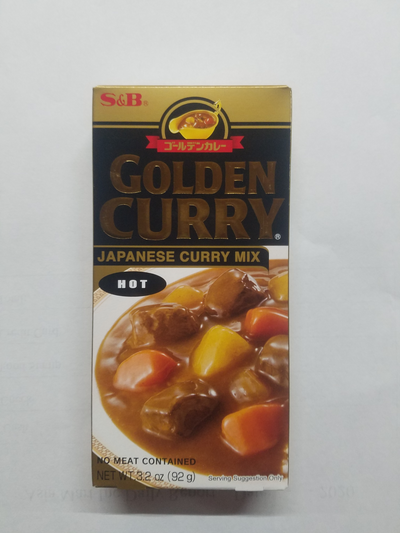 S&B®
ゴールデンカレー
GOLDEN
CURRY®
JAPANESE CURRY MIX
HOT
NO MEAT CONTAINED
NET WT 3.2 oz (92 g)
Serving Suggestion Only